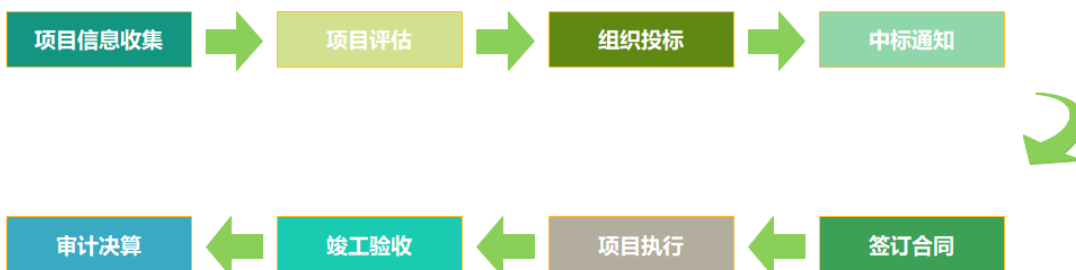 项目信息收集
项目评估
组织投标
中标通知
签订合同
项目执行
竣工验收
审计决算